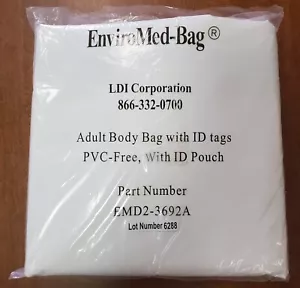 EnviroMed-Bag®
LDI Corporation
866-332-0700
Adult Body Bag with ID tags
PVC-Free, With ID Pouch
Part Number
EMD2-3692A
Lot Number 6288